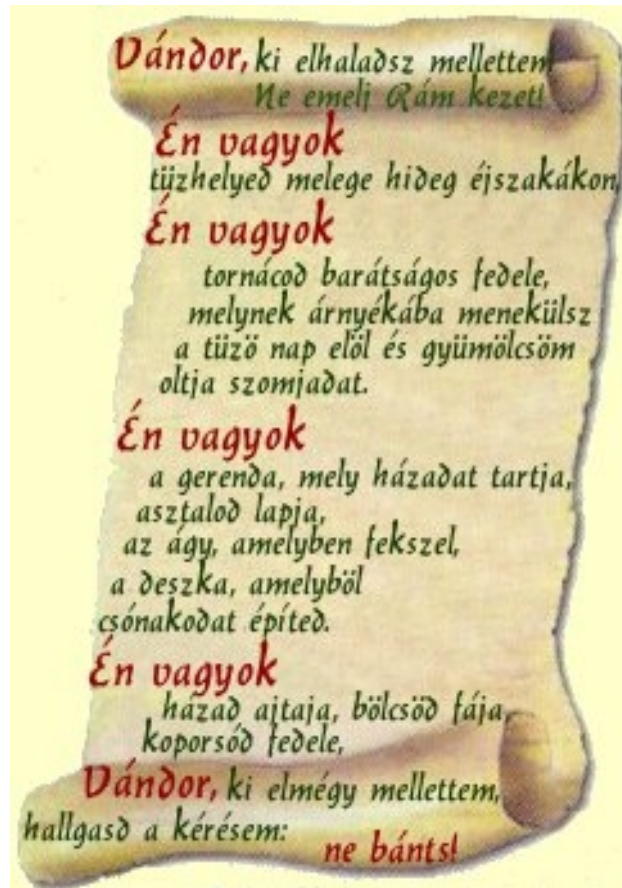 Vándor, ki elhaladsz mellettem
Ne emelj Rám kezet!
Én vagyok
tüzhelyed melege hideg éjszakákon,
Én vagyok
tornácod barátságos fedele,
melynek árnyékába menekülsz
a tüzö nap elöl és gyümölcsöm
oltja szomjadat.
Én vagyok
a gerenda, mely házadat tartja,
asztalod lapja,
az ágy, amelyben fekszel,
a deszka, amelyböl
csónakodat építed.
Én vagyok
házad ajtaja, bölcsöd fája,
koporsód fedele,
Vándor, ki elmégy mellettem,
hallgasd a kérésem:
ne bánts!